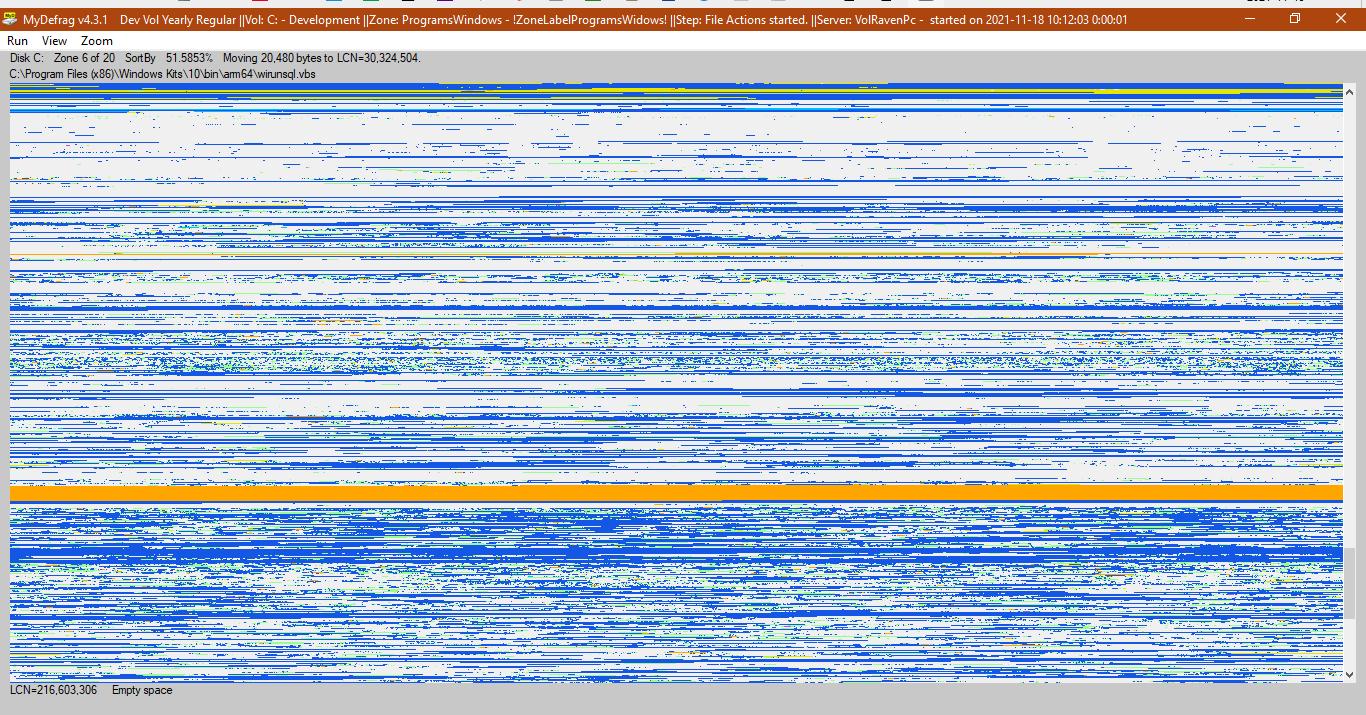 MyDefrag v4.3.1 Dev Vol Yearly Regular ||Vol: C: - Development ||Zone: ProgramsWindows - !ZoneLabelProgramsWidows! ||Step: File Actions started. ||Server: VolRavenPc - started on 2021-11-18 10:12:03 0:00:01
Run View Zoom
Disk C: Zone 6 of 20 SortBy 51.5853% Moving 20,480 bytes to LCN=30,324,504.
C:\Program Files (x86)\Windows Kits\10\bin\arm64\wirunsql.vbs
LCN=216,603,306 Empty space